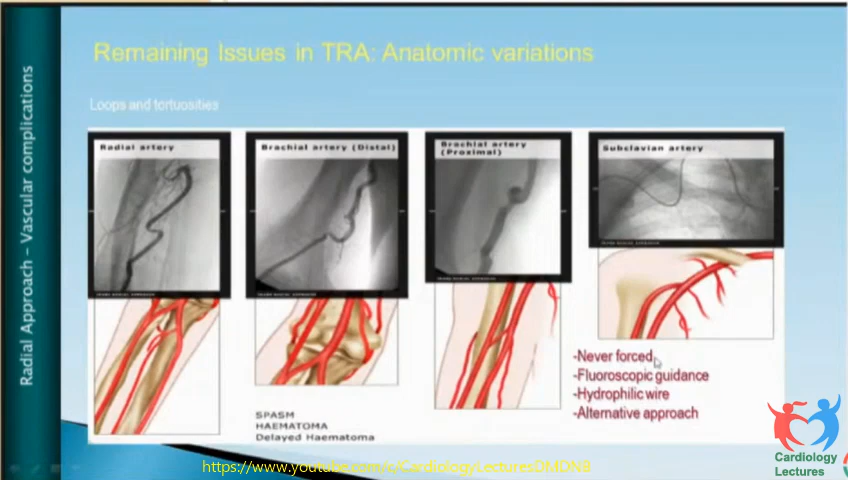 Remaining Issues in TRA: Anatomic variations
Loops and tortuosities
Radial Approach – Vascular complications
Radial artery
Brachial artery (Distal)
Brachial artery
(Proximal)
Subclavian artery
-Never forced
-Fluoroscopic guidance
-Hydrophilic wire
-Alternative approach
SPASM
HAEMATOMA
Delayed Haematoma
Cardiology
Lectures
https://www.youtube.com/c/CardiologyLecturesDMDNB